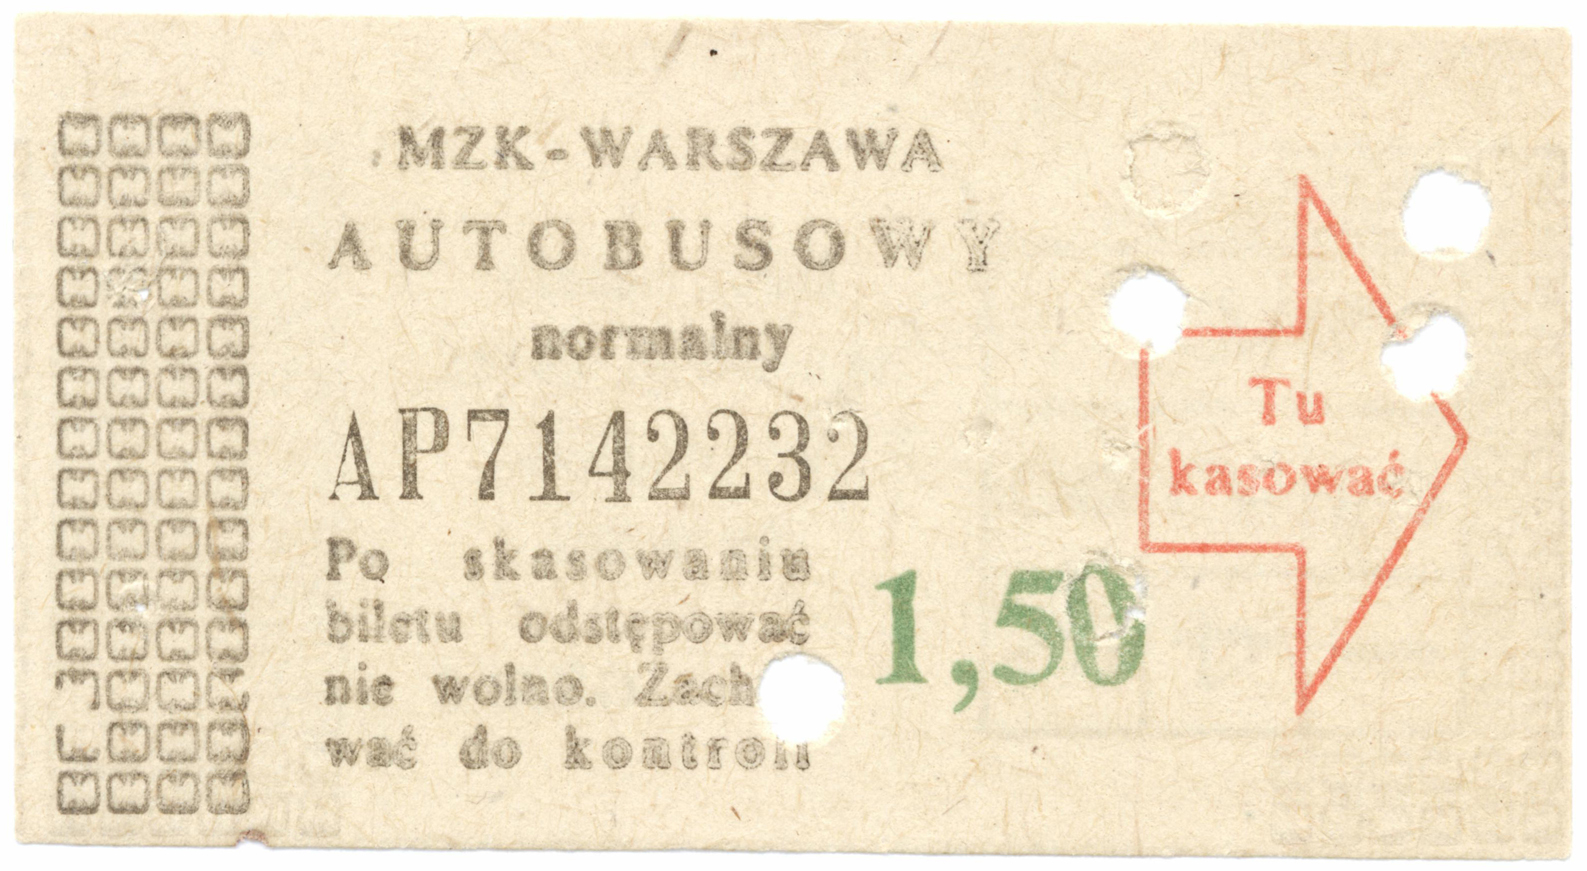 MZK-WARSZAWA
AUTOBUSOWY
normalny
AP7142232
Po skasowaniu
biletu odstępować
nie wolno. Zach
wać do kontroli
1,50
Tu
kasować